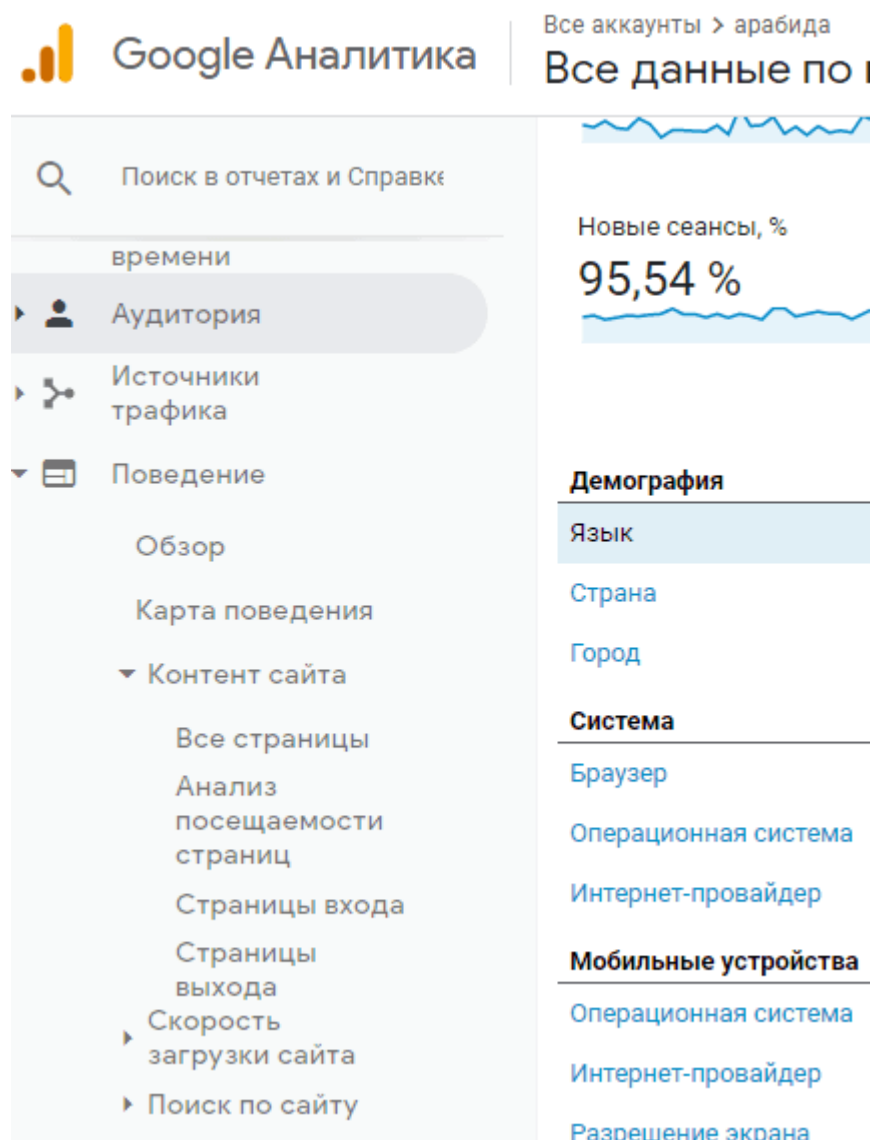 Google Аналитика
Все аккаунты > арабида
Все данные по
Поиск в отчетах и Справке
времени
Аудитория
Источники
трафика
Поведение
Обзор
Карта поведения
Контент сайта
Все страницы
Анализ
посещаемости
страниц
Страницы входа
Страницы
выхода
Скорость
загрузки сайта
Поиск по сайту
Новые сеансы, %
95,54 %
Демография
Язык
Страна
Город
Система
Браузер
Операционная система
Интернет-провайдер
Мобильные устройства
Операционная система
Интернет-провайдер
Разрешение экрана